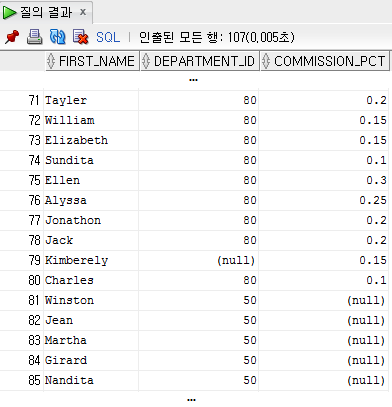 질의 결과 x
SQL | 인출된 모든 행: 107(0,005초)
FIRST_NAME DEPARTMENT_ID COMMISSION_PCT
...
71 Tayler 80 0.2
72 William 80 0.15
73 Elizabeth 80 0.15
74 Sundita 80 0.1
75 Ellen 80 0.3
76 Alyssa 80 0.25
77 Jonathon 80 0.2
78 Jack 80 0.2
79 Kimberely (null) 0.15
80 Charles 80 0.1
81 Winston 50 (null)
82 Jean 50 (null)
83 Martha 50 (null)
84 Girard 50 (null)
85 Nandita 50 (null)
...